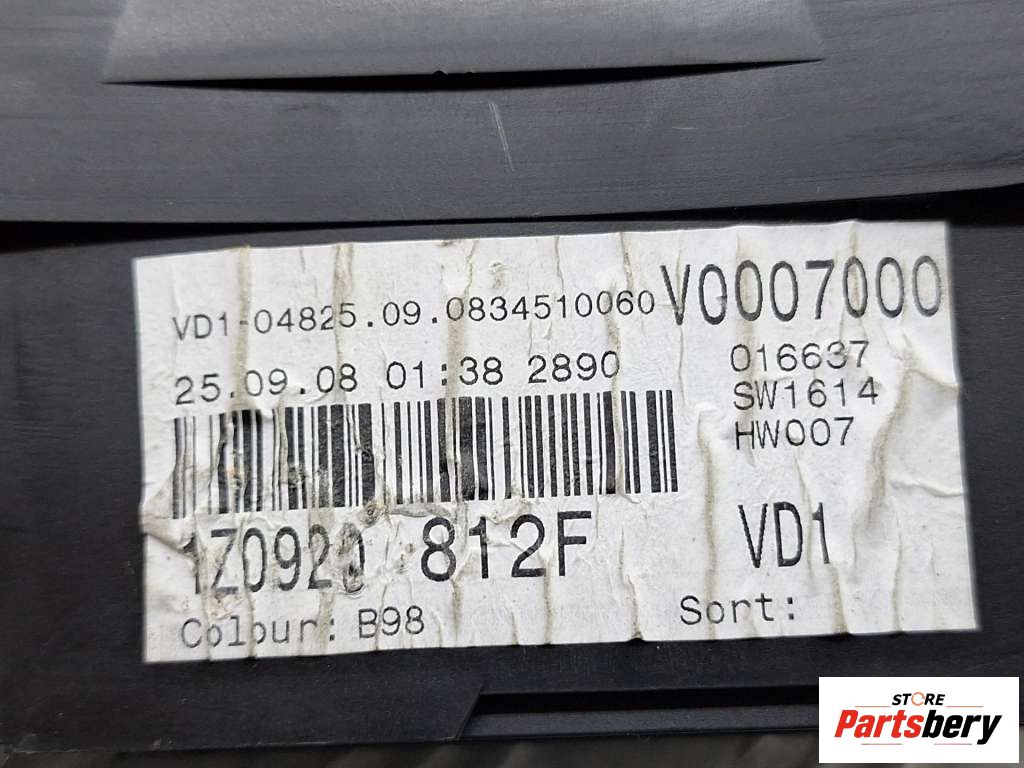 VD1-04825.09.0834510060 V0007000
25.09.08 01:38 2890
016637
SW1614
HW007
1Z0920 812F
VD1
Colour: B98
Sort:
STORE
Partsbery